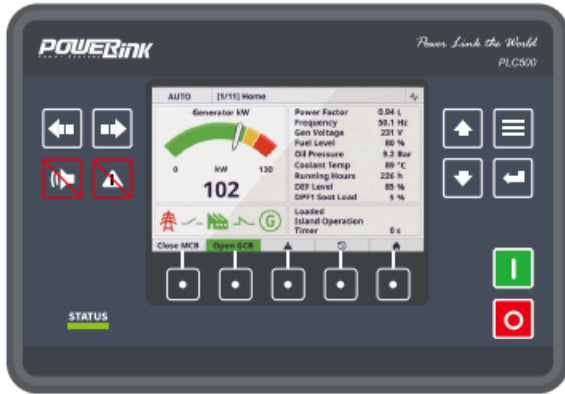 POWERink
Power Link the World
PLC500
AUTO [1/11] Home
Generator kW
0 kW 130
102
Power Factor 0.94 L
Frequency 50.1 Hz
Gen Voltage 231 V
Fuel Level 80 %
Oil Pressure 5.2 Bar
Coolant Temp 89 °C
Running Hours 226 h
DEF Level 85 %
DPF1 Soot Load 5 %
G
Loaded
Island Operation
Timer 0 s
Close MCB Open GCB
STATUS